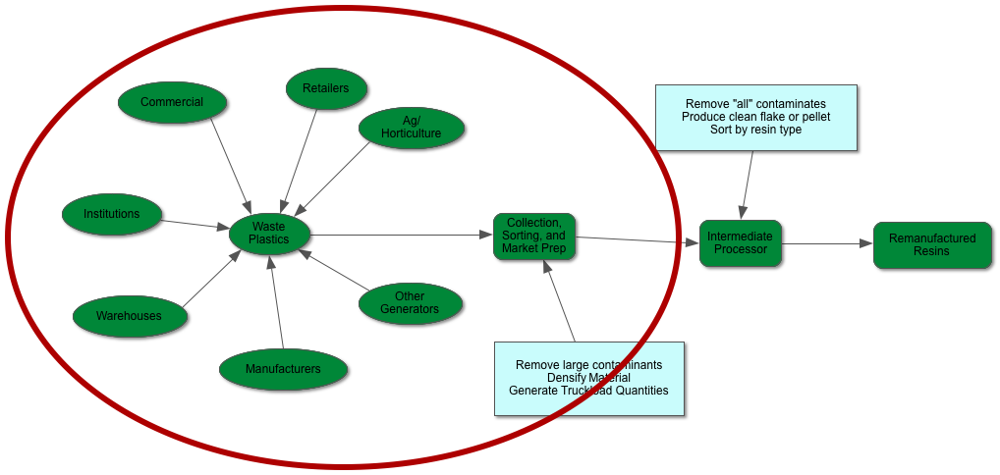 Retailers
Commercial
Ag/
Horticulture
Remove "all" contaminates
Produce clean flake or pellet
Sort by resin type
Institutions
Waste
Plastics
Collection,
Sorting, and
Market Prep
Intermediate
Processor
Remanufactured
Resins
Other
Generators
Warehouses
Manufacturers
Remove large contaminants
Densify Material
Generate Truckload Quantities